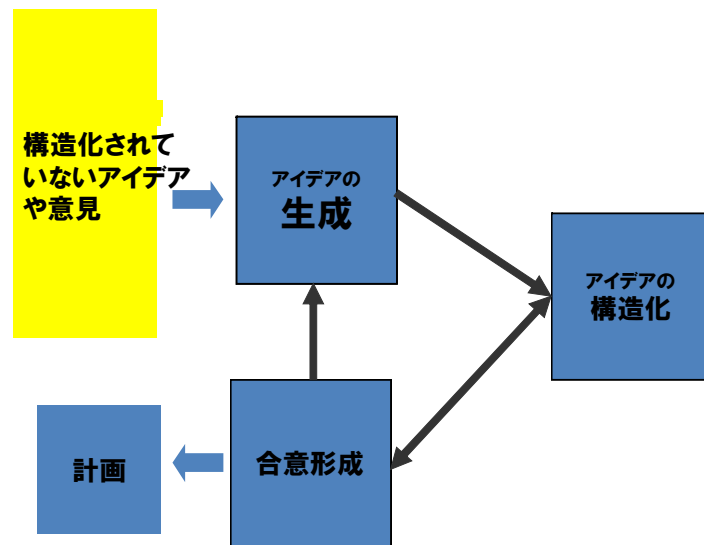 構造化されて
いないアイデア
や意見
アイデアの
生成
アイデアの
構造化
合意形成
計画